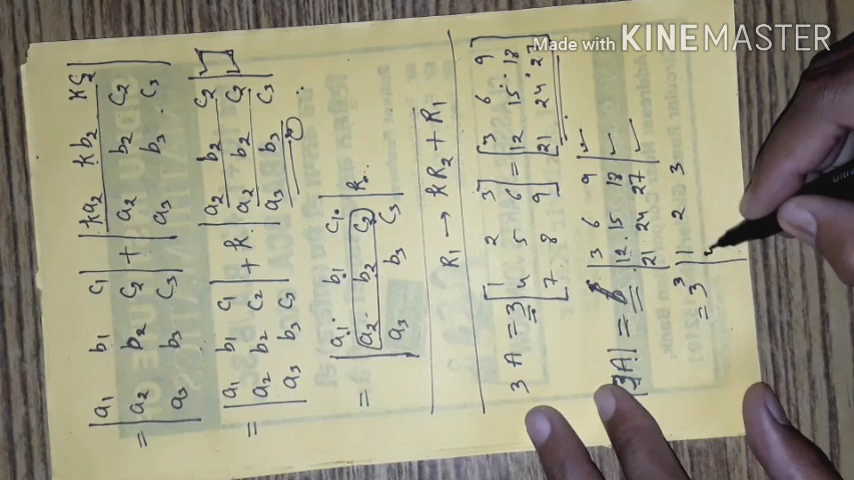 Made with KINEMASTER
= | a1 b1 c1 | + | ka2 kb2 kc2 |
| a2 b2 c2 | | a2 b2 c2 |
| a3 b3 c3 | | a3 b3 c3 |
= | a1 b1 c1 | + k | a2 b2 c2 |
| a2 b2 c2 | | a2 b2 c2 |
| a3 b3 c3 | | a3 b3 c3 |
= | a1 b1 c1 |
| a2 b2 c2 |
| a3 b3 c3 |
R1 → kR2 + R1
3A = 3 [ 1 2 3 ] = [ 3 6 9 ]
[ 4 5 6 ] [ 12 15 18 ]
[ 7 8 9 ] [ 21 24 27 ]
|3A| = | 3 6 9 |
| 12 15 18 |
| 21 24 27 |
= 3³ | 1 2 3